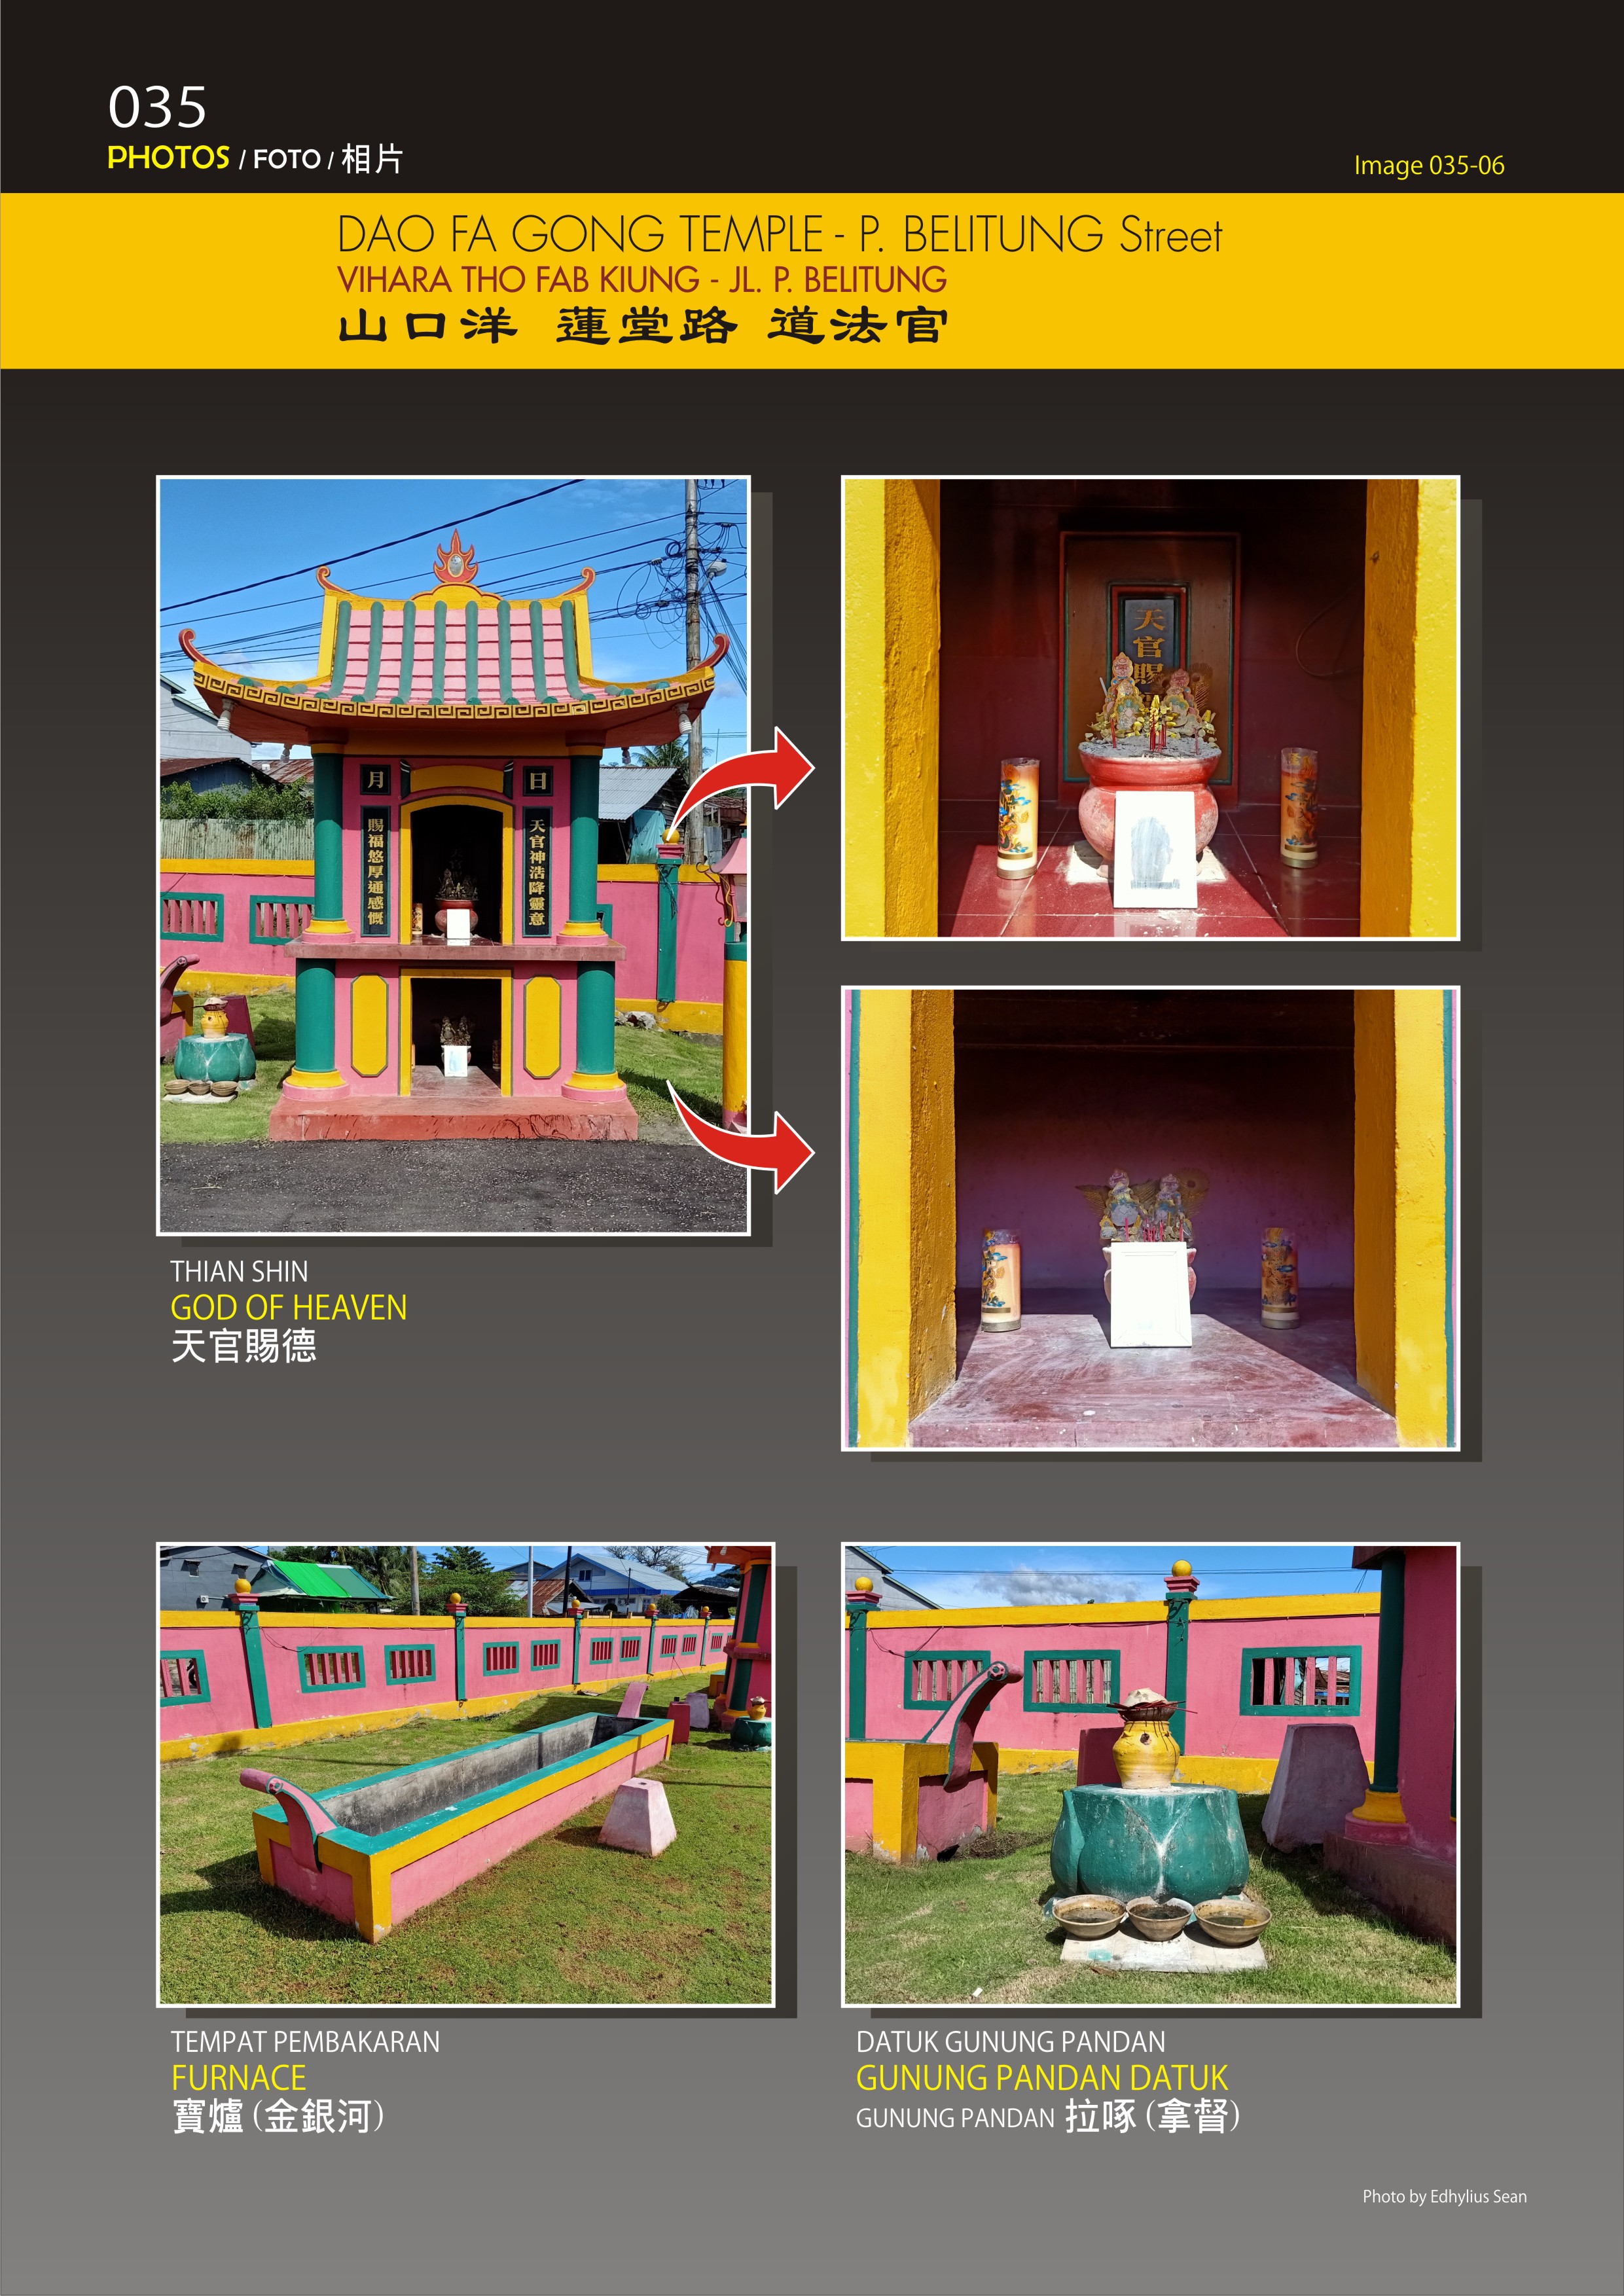 035
PHOTOS / FOTO / 相片
Image 035-06
DAO FA GONG TEMPLE - P. BELITUNG Street
VIHARA THO FAB KIUNG - JL. P. BELITUNG
山口洋 蓮堂路 道法官
月
日
賜福悠厚通感慨
天官神浩降靈意
天官賜
THIAN SHIN
GOD OF HEAVEN
天官賜德
TEMPAT PEMBAKARAN
FURNACE
寶爐 (金銀河)
DATUK GUNUNG PANDAN
GUNUNG PANDAN DATUK
GUNUNG PANDAN 拉啄 (拿督)
Photo by Edhylius Sean